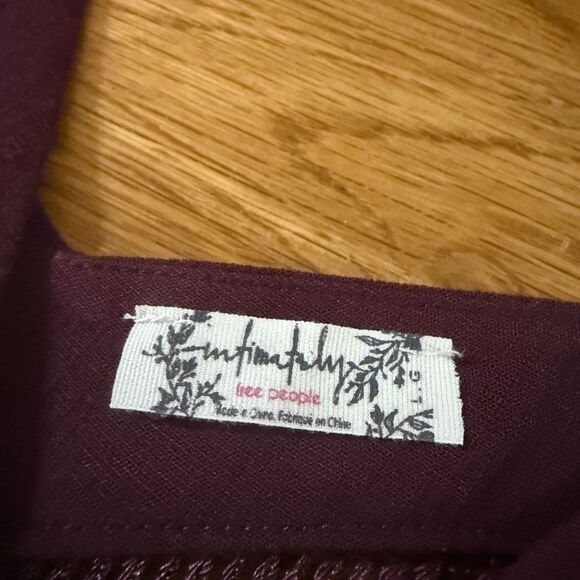 intimately
free people
Made in China. Fabriqué en Chine
L·G